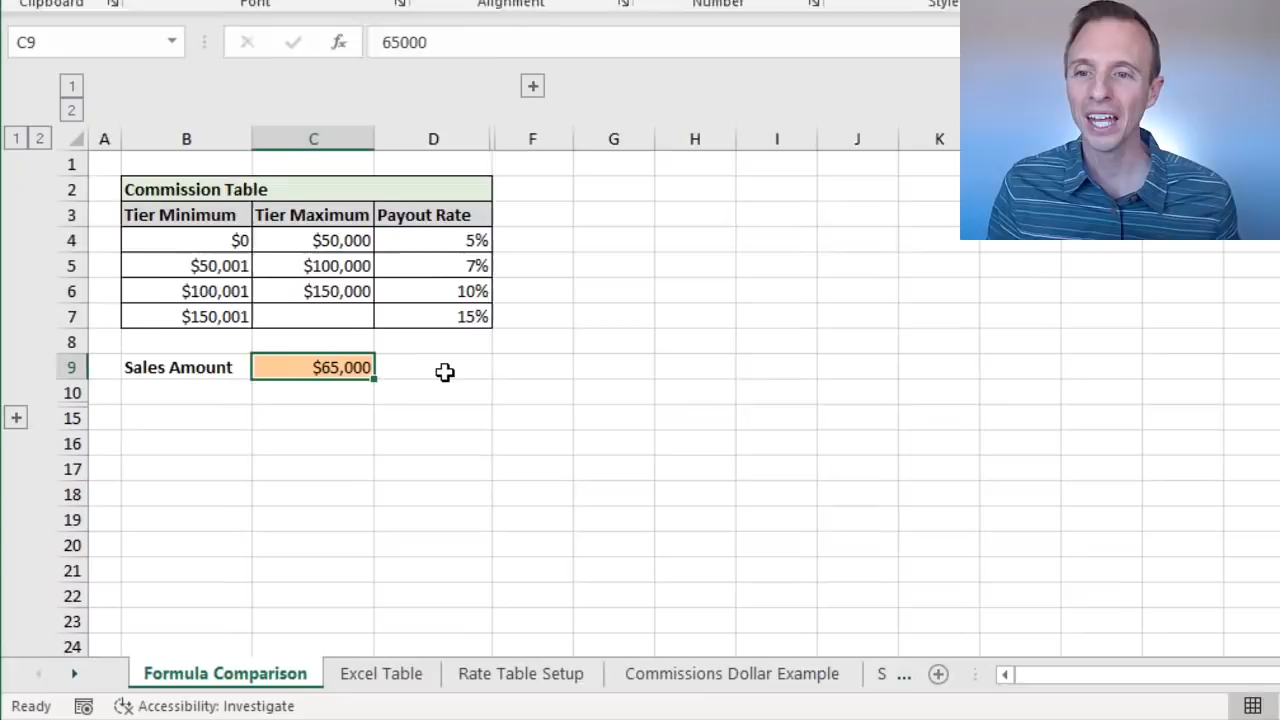 Clipboard Font Alignment Number Style
C9 fx 65000
1
2
1 2 A B C D F G H I J K
1
2 Commission Table
3 Tier Minimum Tier Maximum Payout Rate
4 $0 $50,000 5%
5 $50,001 $100,000 7%
6 $100,001 $150,000 10%
7 $150,001 15%
8
9 Sales Amount $65,000
10
15
16
17
18
19
20
21
22
23
24
Formula Comparison Excel Table Rate Table Setup Commissions Dollar Example S ...
Ready Accessibility: Investigate